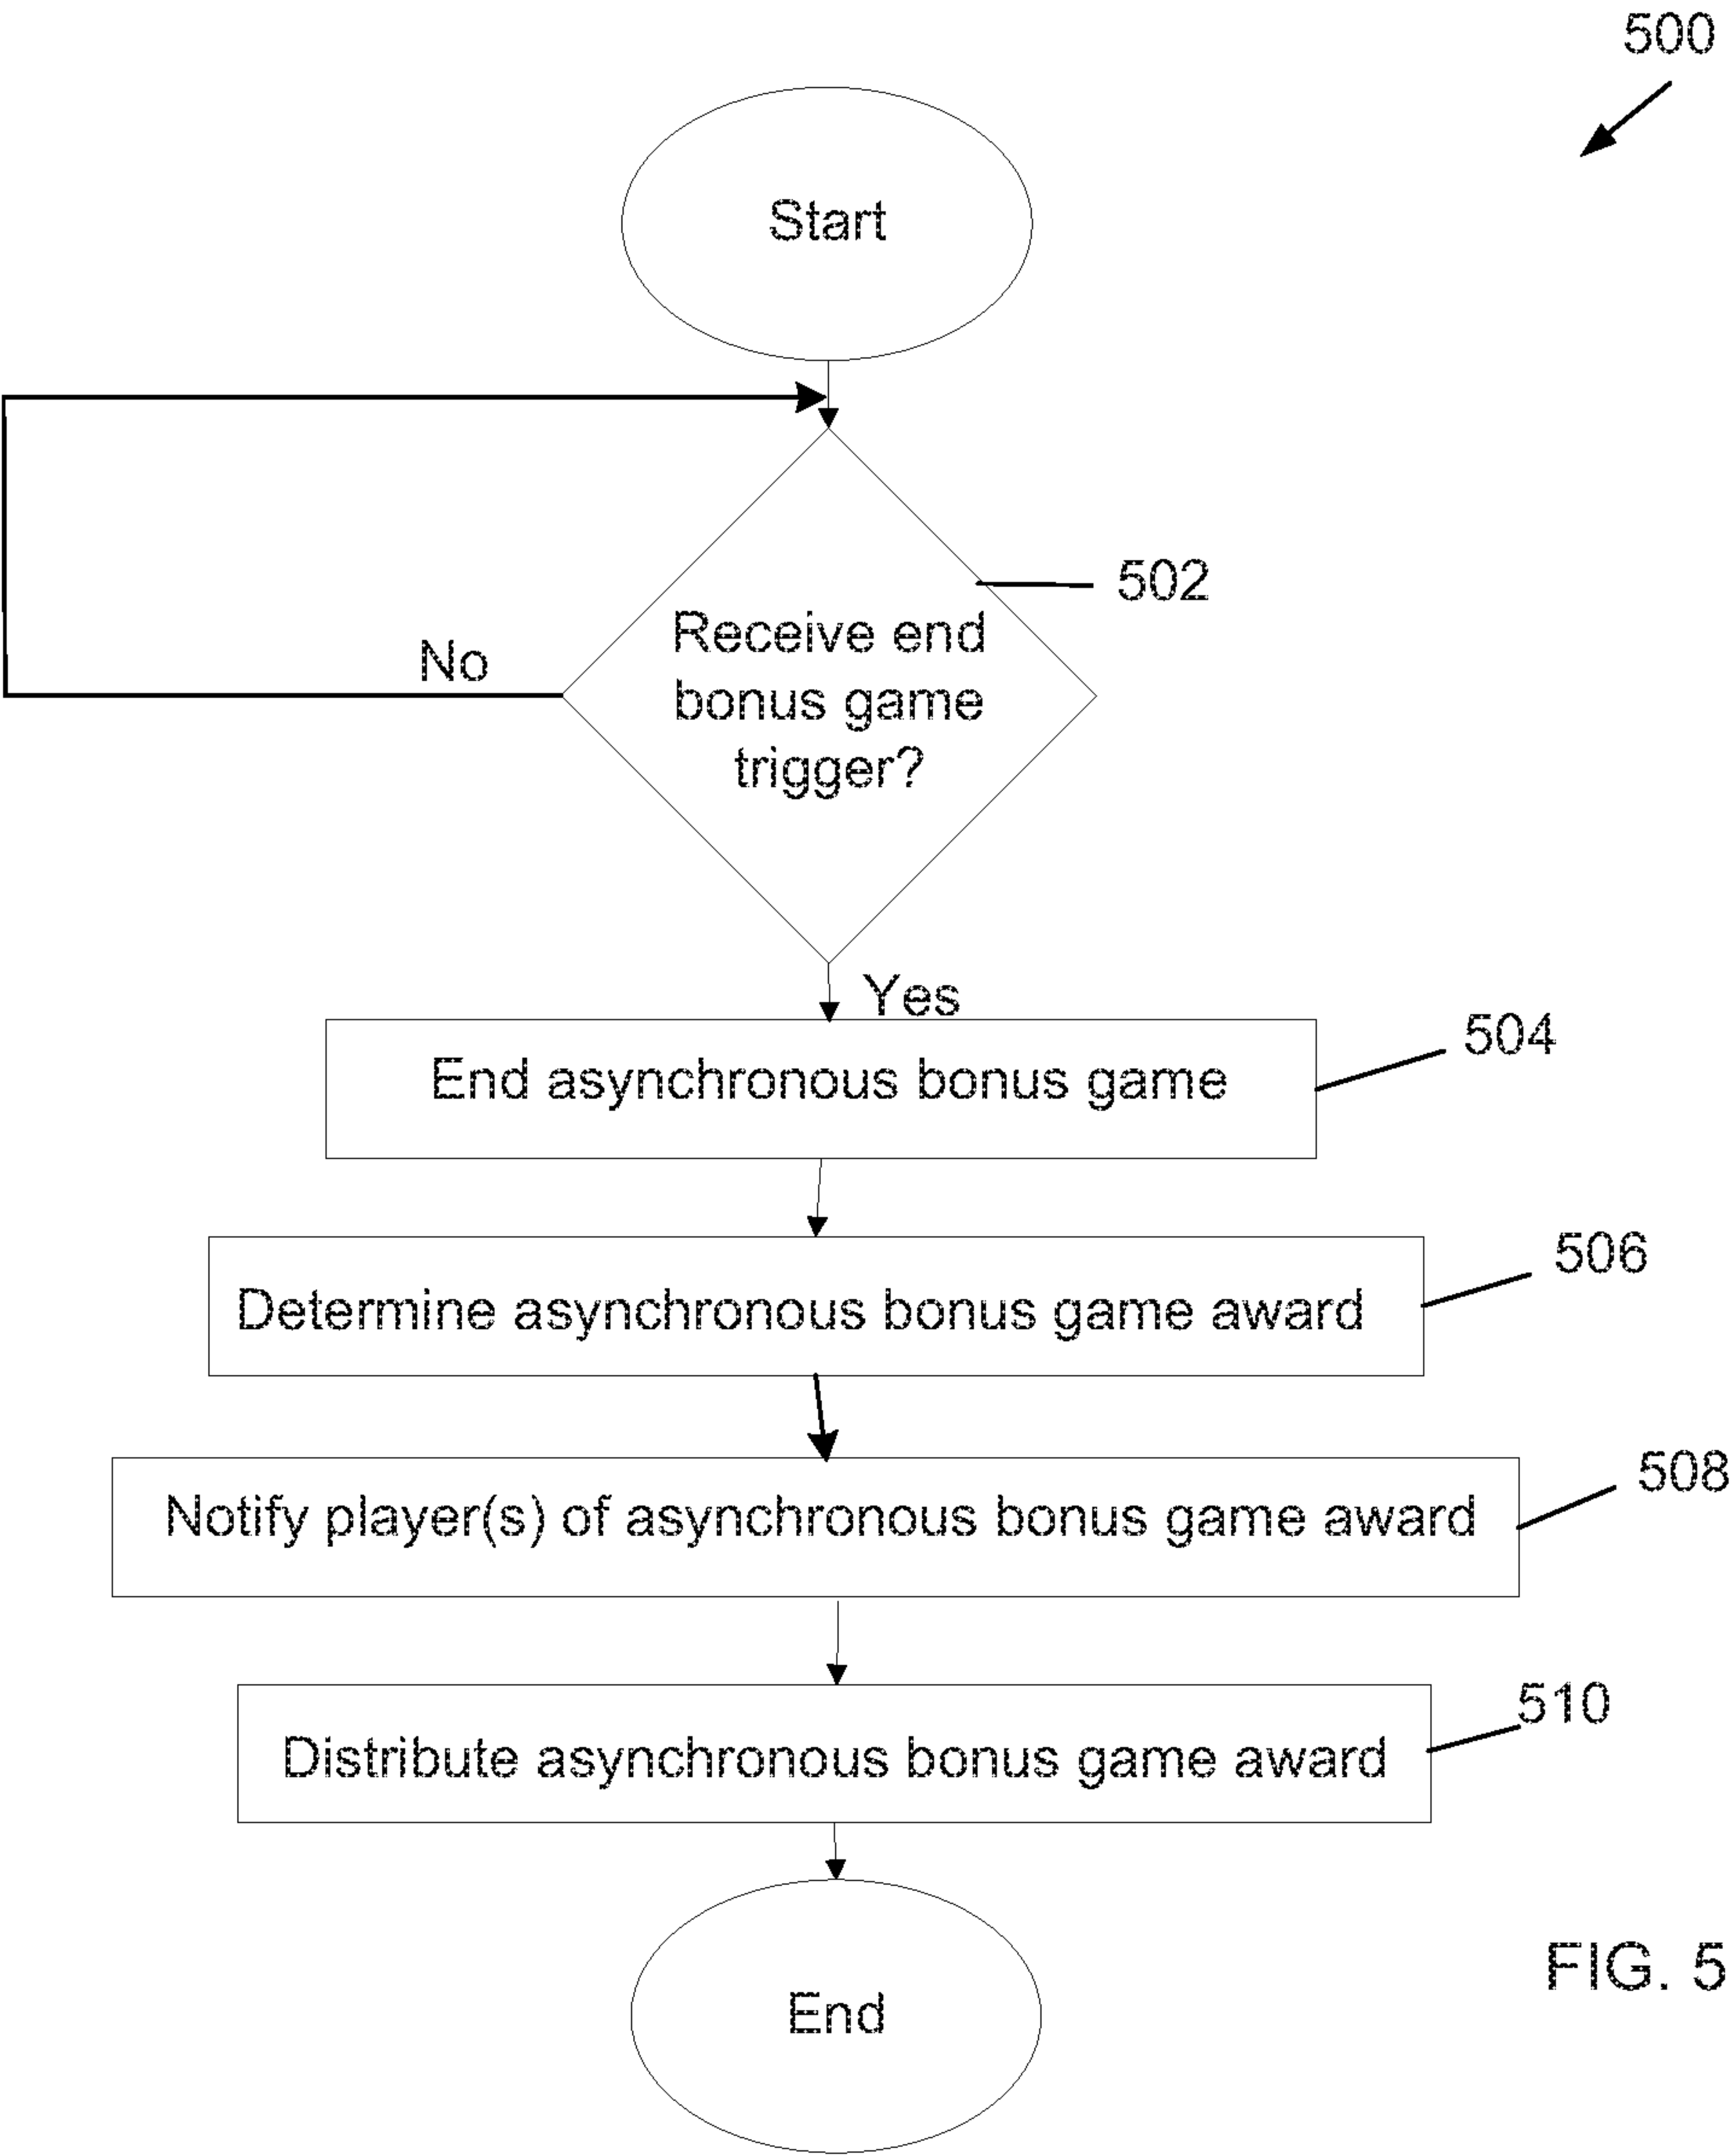 500
Start
502
Receive end
bonus game
trigger?
No
Yes
504
End asynchronous bonus game
506
Determine asynchronous bonus game award
508
Notify player(s) of asynchronous bonus game award
510
Distribute asynchronous bonus game award
End
FIG. 5